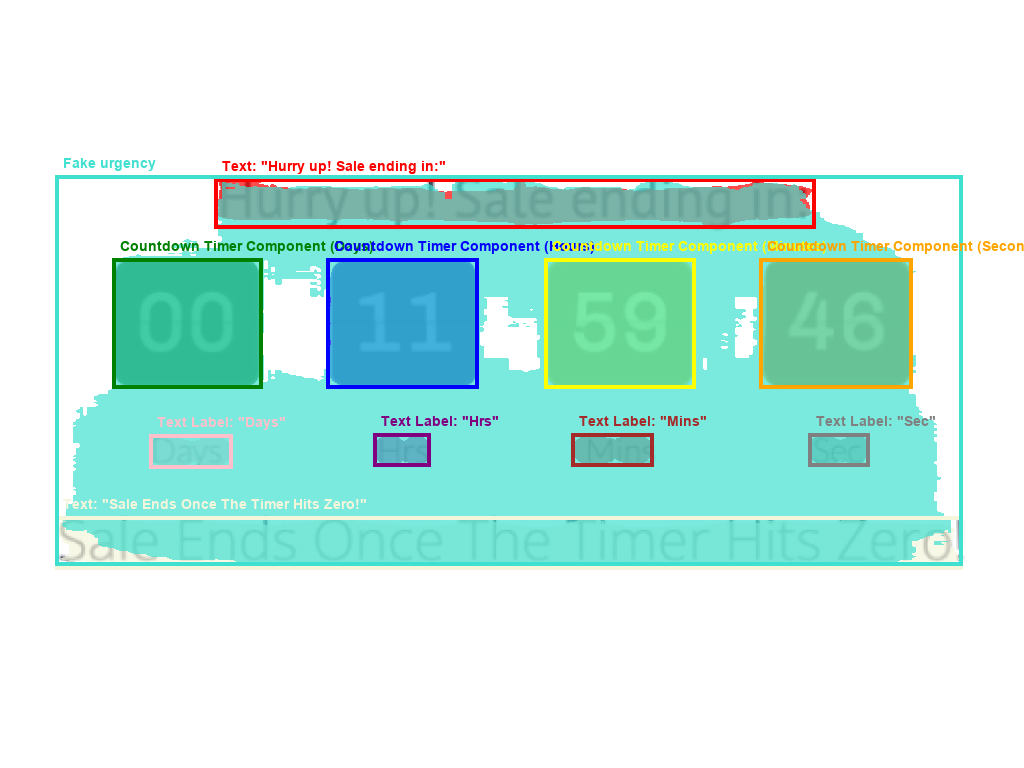 Fake urgency
Text: "Hurry up! Sale ending in:"
Hurry up! Sale ending in:
Countdown Timer Component (Days)
Countdown Timer Component (Hours)
Countdown Timer Component
Countdown Timer Component (Secon
00
11
59
46
Text Label: "Days"
Text Label: "Hrs"
Text Label: "Mins"
Text Label: "Sec"
Days
Hrs
Mins
Sec
Text: "Sale Ends Once The Timer Hits Zero!"
Sale Ends Once The Timer Hits Zero!